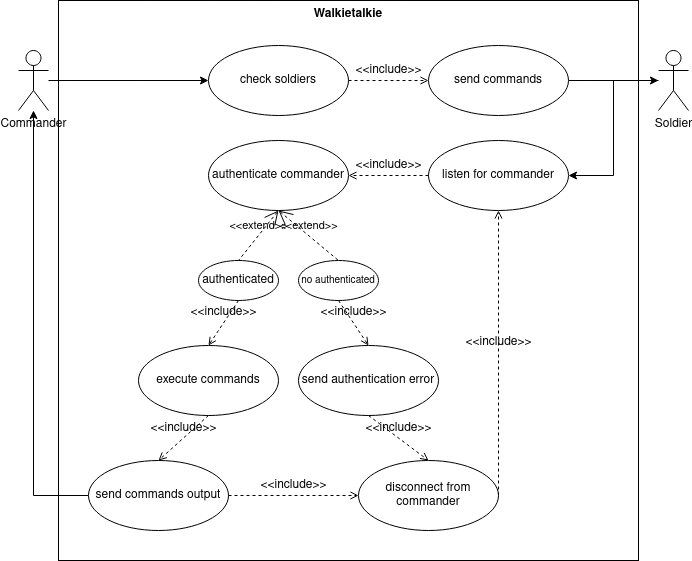 Walkietalkie
check soldiers
<<include>>
send commands
Commander
Soldier
authenticate commander
<<include>>
listen for commander
<<extend>>
<<extend>>
authenticated
no authenticated
<<include>>
<<include>>
<<include>>
execute commands
send authentication error
<<include>>
<<include>>
send commands output
<<include>>
disconnect from
commander